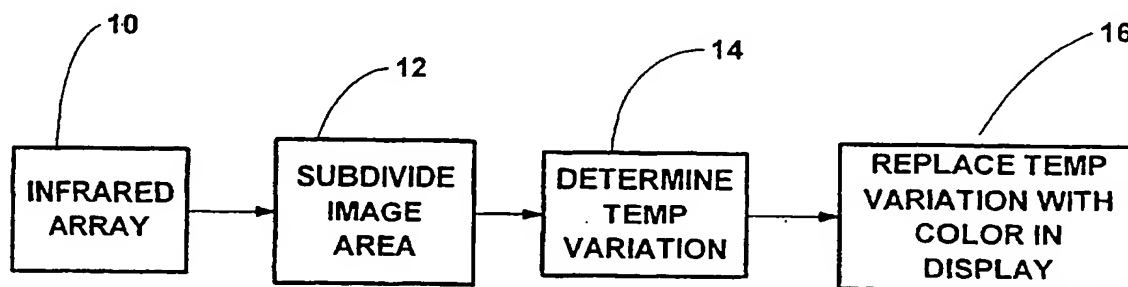 10
12
14
16
INFRARED
ARRAY
SUBDIVIDE
IMAGE
AREA
DETERMINE
TEMP
VARIATION
REPLACE TEMP
VARIATION WITH
COLOR IN
DISPLAY